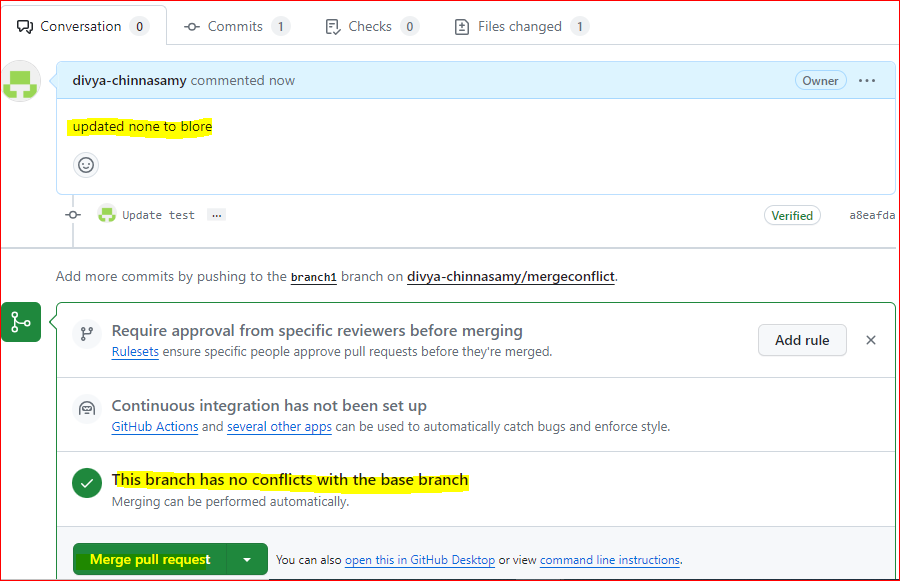 Conversation 0 Commits 1 Checks 0 Files changed 1
divya-chinnasamy commented now Owner ...
updated none to blore
Update test ... Verified a8eafda
Add more commits by pushing to the branch1 branch on divya-chinnasamy/mergeconflict.
Require approval from specific reviewers before merging
Rulesets ensure specific people approve pull requests before they're merged.
Add rule
Continuous integration has not been set up
GitHub Actions and several other apps can be used to automatically catch bugs and enforce style.
This branch has no conflicts with the base branch
Merging can be performed automatically.
Merge pull request You can also open this in GitHub Desktop or view command line instructions.